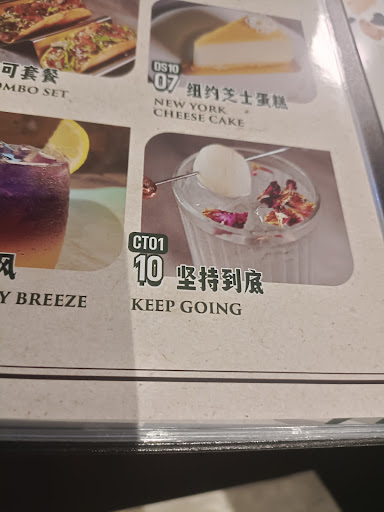 可套餐
OMBO SET
DS10
07 纽约芝士蛋糕
NEW YORK
CHEESE CAKE
风
Y BREEZE
CT01
10 坚持到底
KEEP GOING